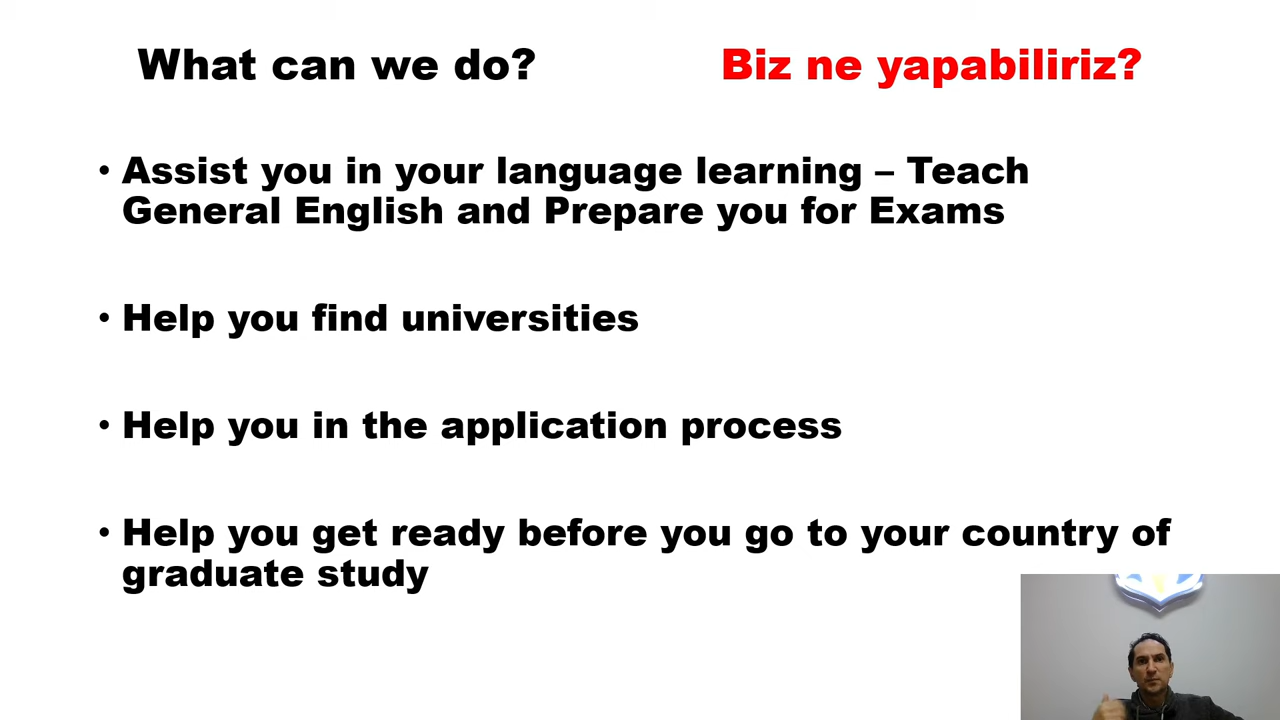 What can we do? Biz ne yapabiliriz?
• Assist you in your language learning – Teach
General English and Prepare you for Exams
• Help you find universities
• Help you in the application process
• Help you get ready before you go to your country of
graduate study